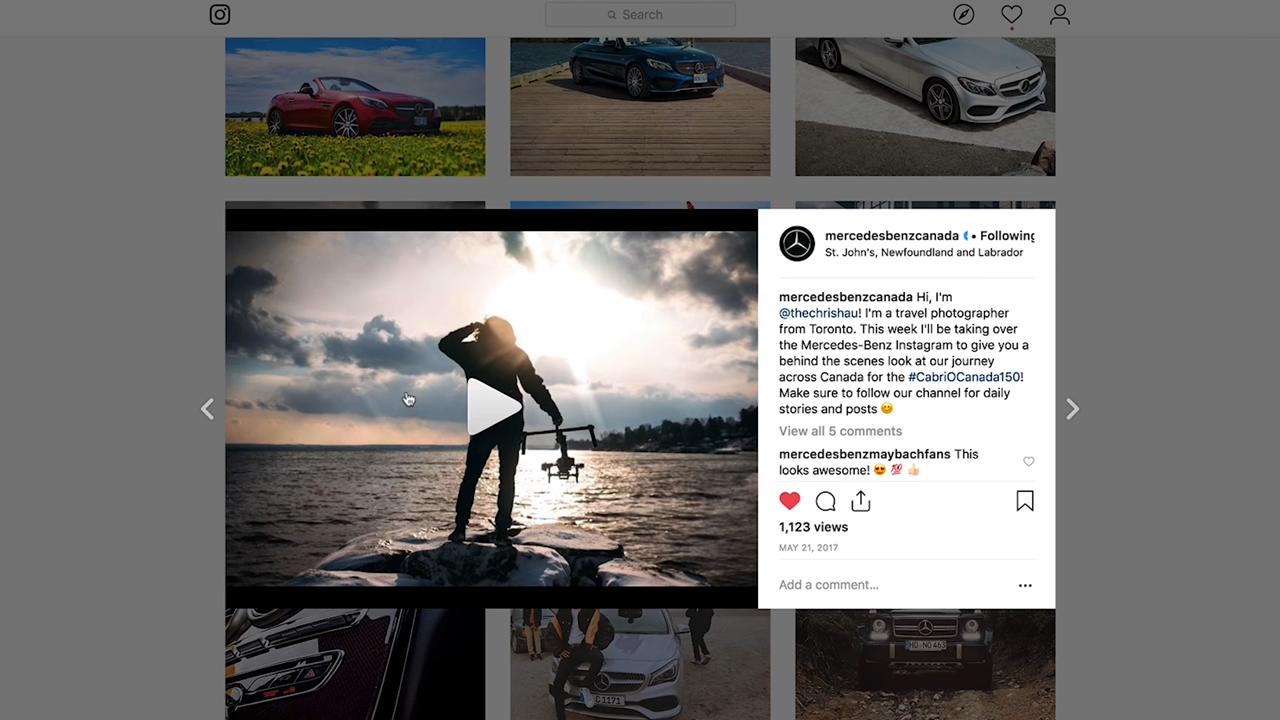 Search
mercedesbenzcanada • Following
St. John's, Newfoundland and Labrador
mercedesbenzcanada Hi, I'm
@thechrishau! I'm a travel photographer
from Toronto. This week I'll be taking over
the Mercedes-Benz Instagram to give you a
behind the scenes look at our journey
across Canada for the #CabriOCanada150!
Make sure to follow our channel for daily
stories and posts 😊
View all 5 comments
mercedesbenzmaybachfans This
looks awesome! 😍 💯 👍🏻
1,123 views
MAY 21, 2017
Add a comment...